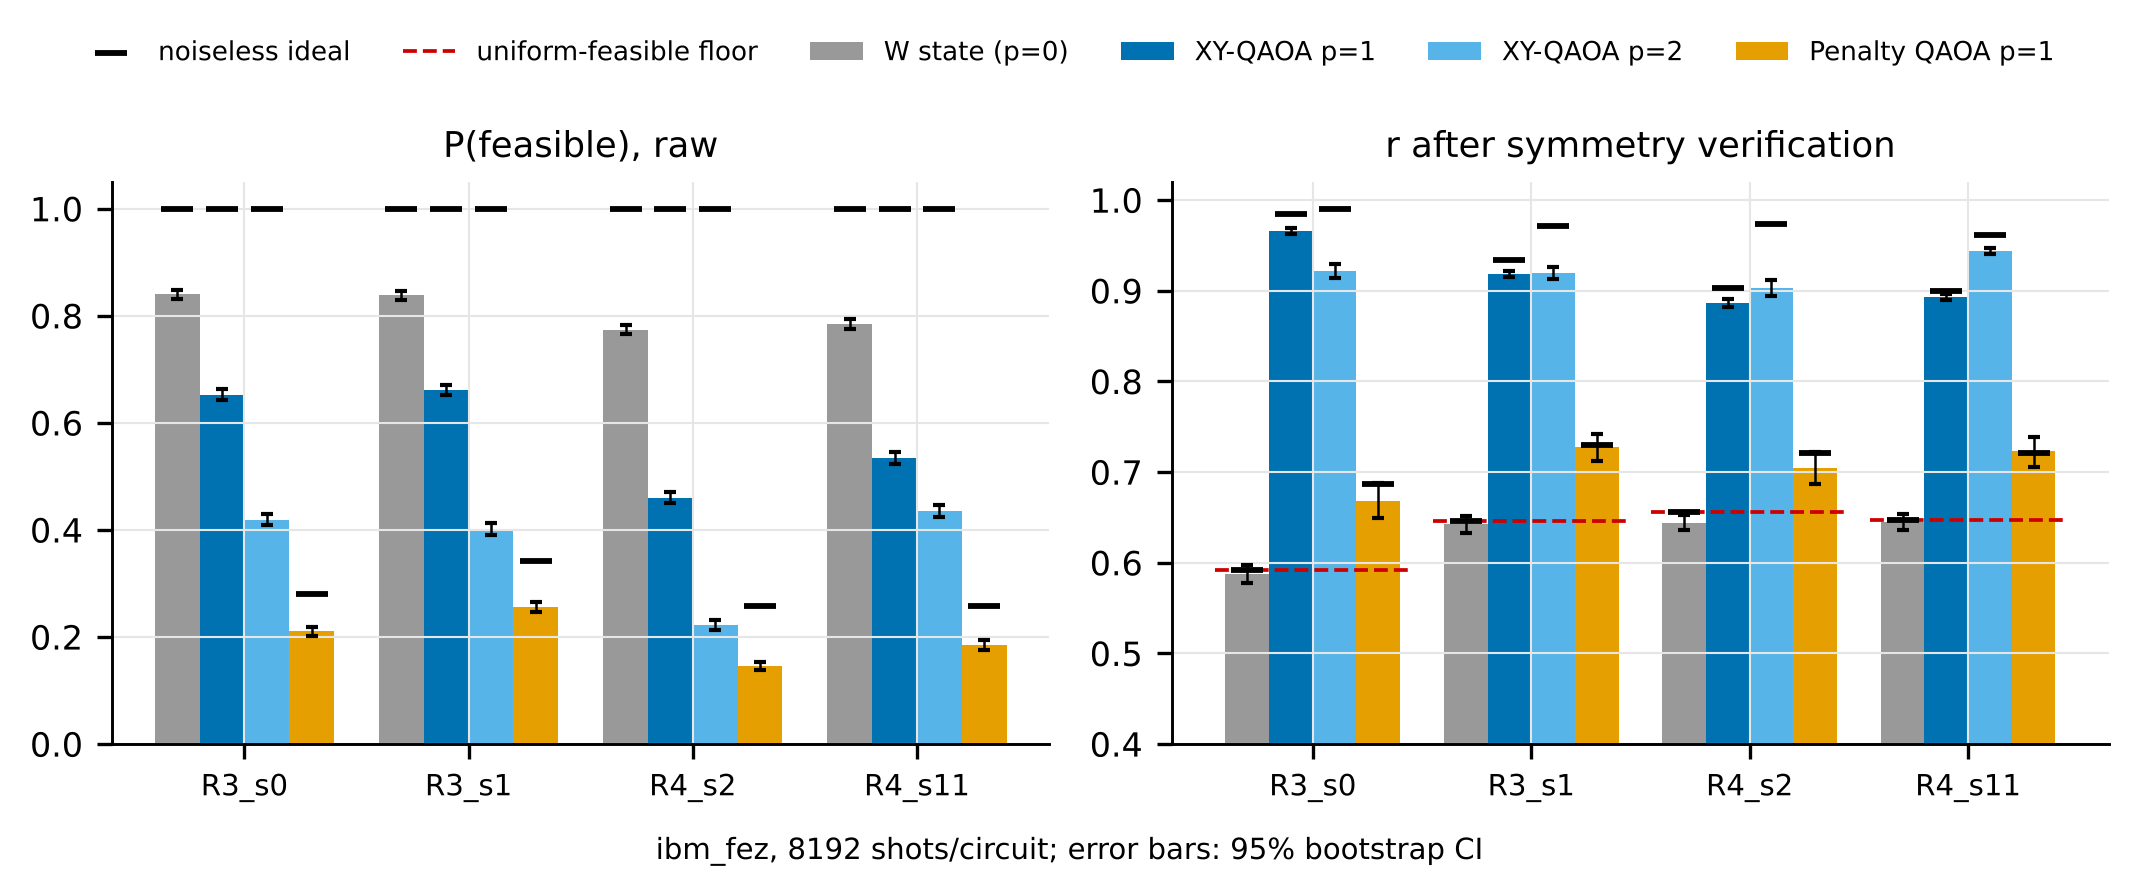 noiseless ideal
uniform-feasible floor
W state (p=0)
XY-QAOA p=1
XY-QAOA p=2
Penalty QAOA p=1
P(feasible), raw
1.0
0.8
0.6
0.4
0.2
0.0
R3_s0
R3_s1
R4_s2
R4_s11
r after symmetry verification
1.0
0.9
0.8
0.7
0.6
0.5
0.4
R3_s0
R3_s1
R4_s2
R4_s11
ibm_fez, 8192 shots/circuit; error bars: 95% bootstrap CI